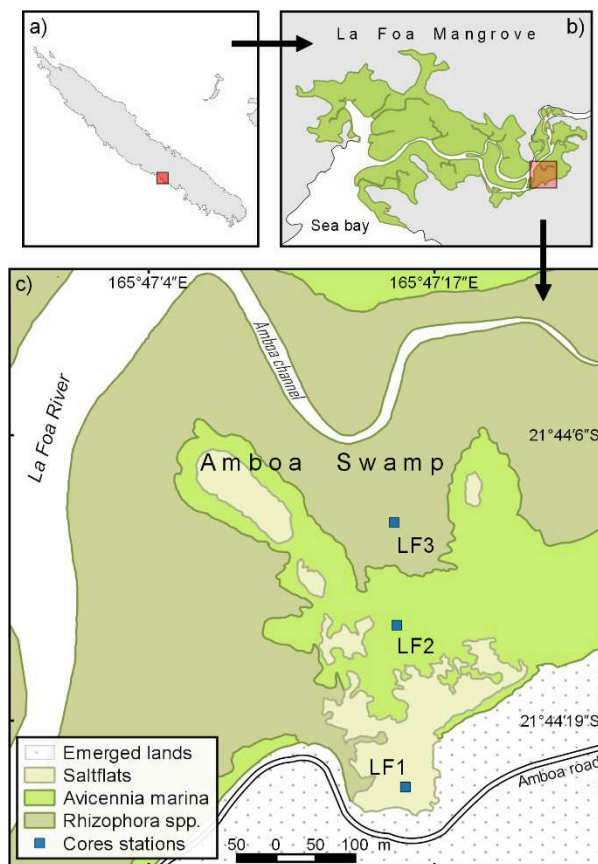 a)
b)
La Foa Mangrove
Sea bay
c)
165°47'4"E
165°47'17"E
Amboa channel
La Foa River
21°44'6"S
Amboa Swamp
LF3
LF2
21°44'19"S
LF1
Amboa road
Emerged lands
Saltflats
Avicennia marina
Rhizophora spp.
Cores stations
50 0 50 100 m